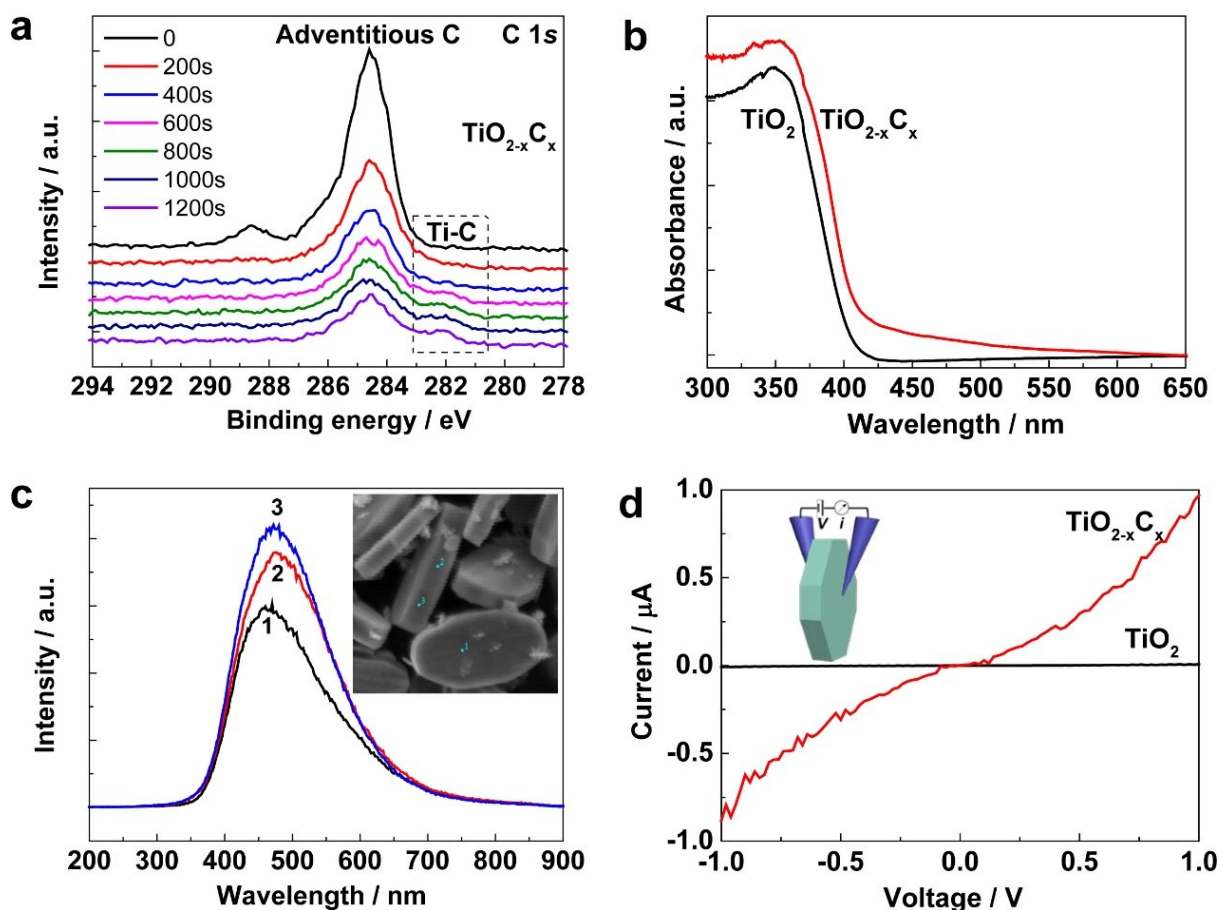 a
Adventitious C
C 1s
0
200s
400s
600s
800s
1000s
1200s
TiO₂₋ₓCₓ
Ti-C
Intensity / a.u.
294 292 290 288 286 284 282 280 278
Binding energy / eV
b
TiO₂
TiO₂₋ₓCₓ
Absorbance / a.u.
300 350 400 450 500 550 600 650
Wavelength / nm
c
3
2
1
Intensity / a.u.
200 300 400 500 600 700 800 900
Wavelength / nm
d
V i
TiO₂₋ₓCₓ
TiO₂
Current / μA
1.0
0.5
0.0
-0.5
-1.0
-1.0 -0.5 0.0 0.5 1.0
Voltage / V